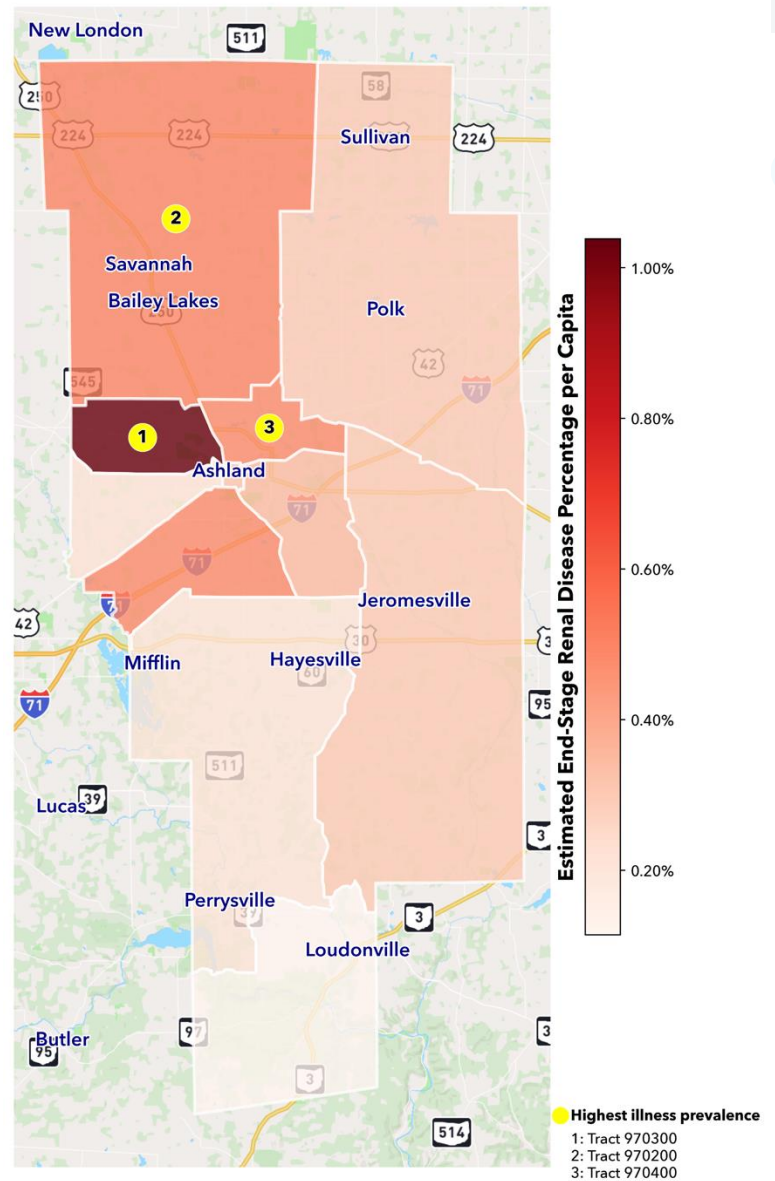 New London
511
250
58
224
224
Sullivan
224
2
Savannah
Bailey Lakes
250
Polk
42
545
71
1
3
Ashland
71
71
71
Jeromesville
42
30
3
Mifflin
Hayesville
60
71
95
511
Lucas
39
3
Perrysville
39
3
Loudonville
97
3
Butler
95
3
514
Estimated End-Stage Renal Disease Percentage per Capita
1.00%
0.80%
0.60%
0.40%
0.20%
Highest illness prevalence
1: Tract 970300
2: Tract 970200
3: Tract 970400